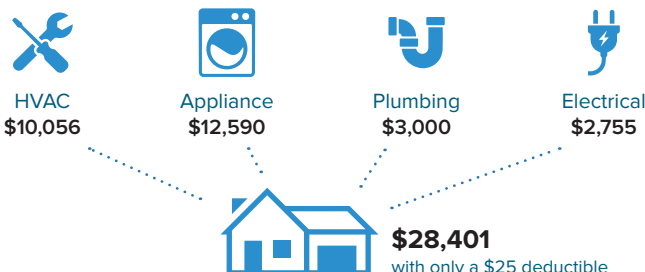 HVAC
$10,056
Appliance
$12,590
Plumbing
$3,000
Electrical
$2,755
$28,401
with only a $25 deductible